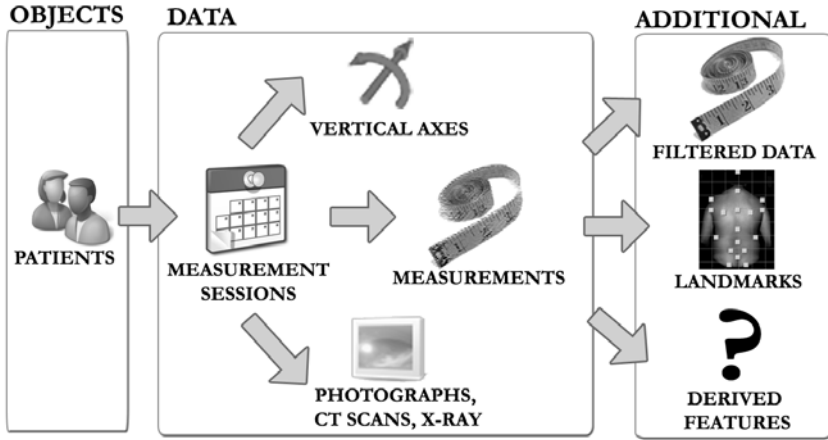 OBJECTS
DATA
ADDITIONAL
VERTICAL AXES
FILTERED DATA
PATIENTS
MEASUREMENT
SESSIONS
MEASUREMENTS
LANDMARKS
PHOTOGRAPHS,
CT SCANS, X-RAY
?
DERIVED
FEATURES